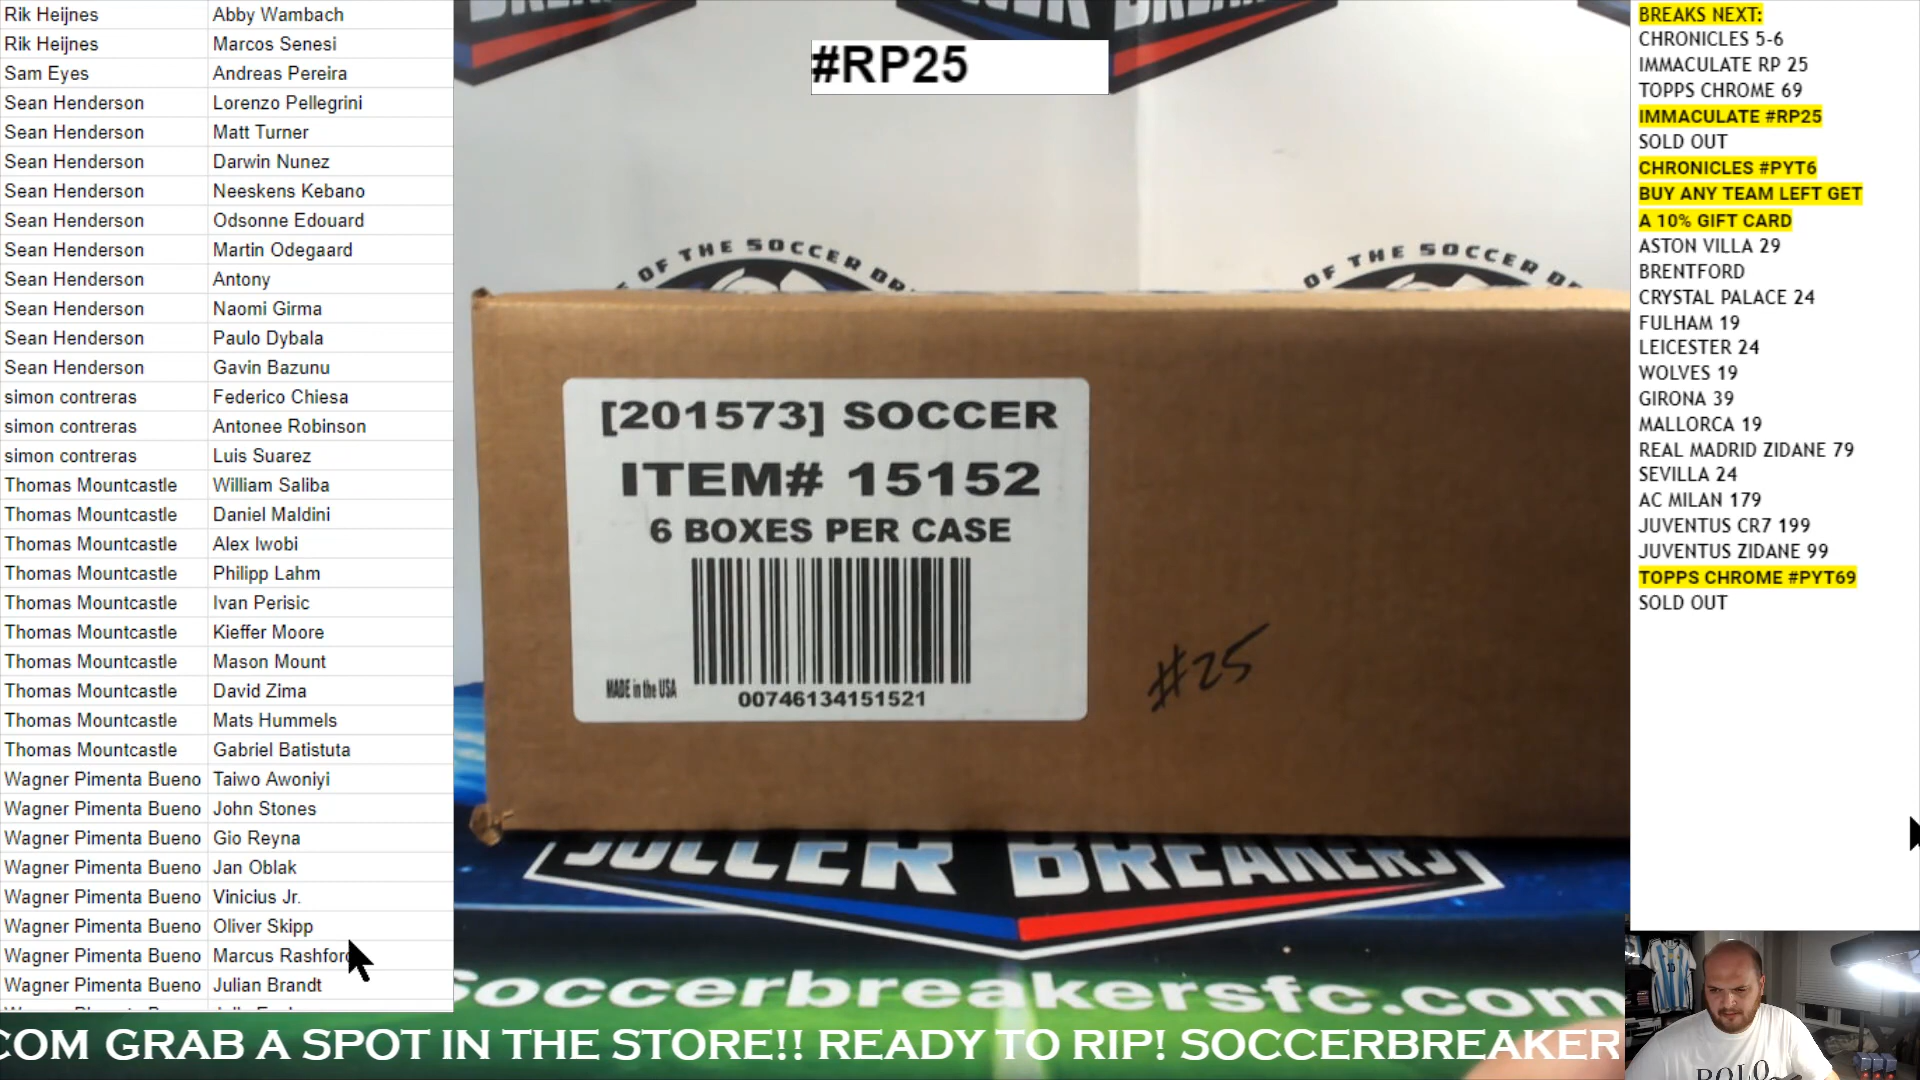 Rik Heijnes Abby Wambach
Rik Heijnes Marcos Senesi
Sam Eyes Andreas Pereira
Sean Henderson Lorenzo Pellegrini
Sean Henderson Matt Turner
Sean Henderson Darwin Nunez
Sean Henderson Neeskens Kebano
Sean Henderson Odsonne Edouard
Sean Henderson Martin Odegaard
Sean Henderson Antony
Sean Henderson Naomi Girma
Sean Henderson Paulo Dybala
Sean Henderson Gavin Bazunu
simon contreras Federico Chiesa
simon contreras Antonee Robinson
simon contreras Luis Suarez
Thomas Mountcastle William Saliba
Thomas Mountcastle Daniel Maldini
Thomas Mountcastle Alex Iwobi
Thomas Mountcastle Philipp Lahm
Thomas Mountcastle Ivan Perisic
Thomas Mountcastle Kieffer Moore
Thomas Mountcastle Mason Mount
Thomas Mountcastle David Zima
Thomas Mountcastle Mats Hummels
Thomas Mountcastle Gabriel Batistuta
Wagner Pimenta Bueno Taiwo Awoniyi
Wagner Pimenta Bueno John Stones
Wagner Pimenta Bueno Gio Reyna
Wagner Pimenta Bueno Jan Oblak
Wagner Pimenta Bueno Vinicius Jr.
Wagner Pimenta Bueno Oliver Skipp
Wagner Pimenta Bueno Marcus Rashford
Wagner Pimenta Bueno Julian Brandt
#RP25
OF THE SOCCER
OF THE SOCCER
[201573] SOCCER
ITEM# 15152
6 BOXES PER CASE
MADE in the USA
00746134151521
#25
SOCCER BREAKERS
Soccerbreakersfc.com
BREAKS NEXT:
CHRONICLES 5-6
IMMACULATE RP 25
TOPPS CHROME 69
IMMACULATE #RP25
SOLD OUT
CHRONICLES #PYT6
BUY ANY TEAM LEFT GET
A 10% GIFT CARD
ASTON VILLA 29
BRENTFORD
CRYSTAL PALACE 24
FULHAM 19
LEICESTER 24
WOLVES 19
GIRONA 39
MALLORCA 19
REAL MADRID ZIDANE 79
SEVILLA 24
AC MILAN 179
JUVENTUS CR7 199
JUVENTUS ZIDANE 99
TOPPS CHROME #PYT69
SOLD OUT
POLO
COM GRAB A SPOT IN THE STORE!! READY TO RIP! SOCCERBREAKER